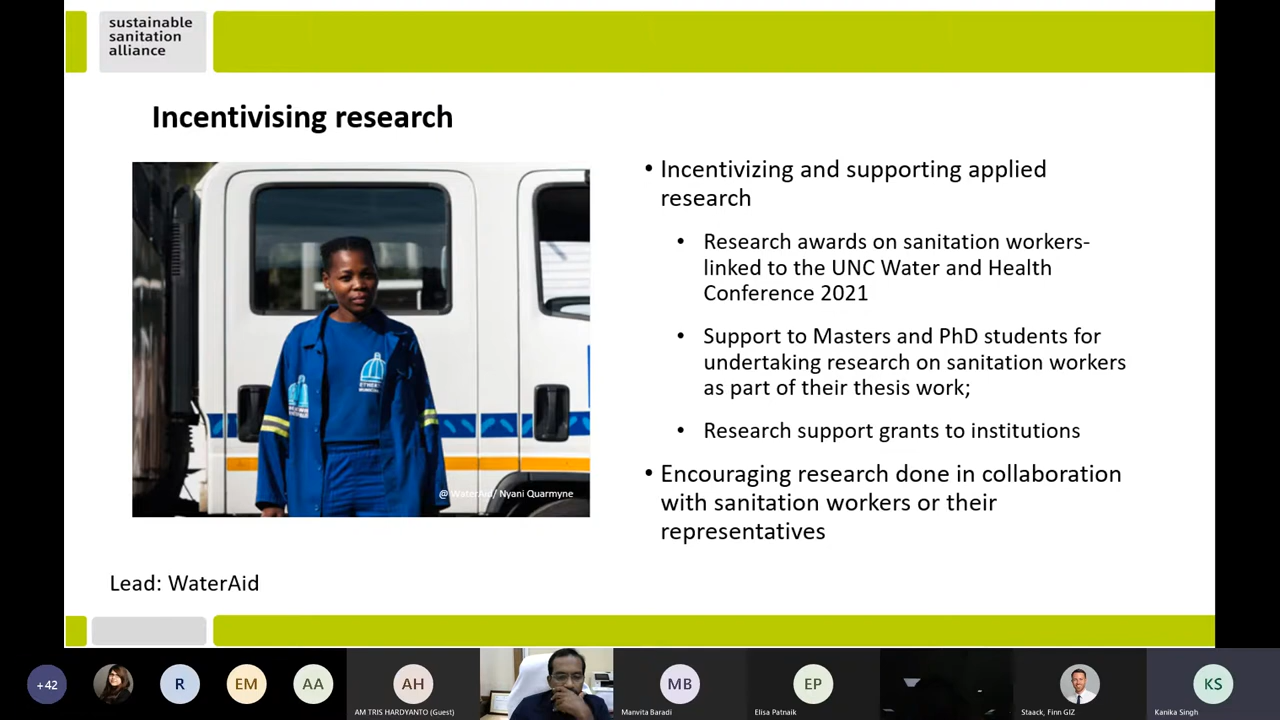 sustainable
sanitation
alliance
Incentivising research
• Incentivizing and supporting applied
research
• Research awards on sanitation workers-
linked to the UNC Water and Health
Conference 2021
• Support to Masters and PhD students for
undertaking research on sanitation workers
as part of their thesis work;
• Research support grants to institutions
• Encouraging research done in collaboration
with sanitation workers or their
representatives
@ WaterAid/ Nyani Quarmyne
Lead: WaterAid
+42
R
EM
AA
AH
AM TRIS HARDYANTO (Guest)
MB
Manvita Baradi
EP
Elisa Patnaik
Staack, Finn GIZ
KS
Kanika Singh